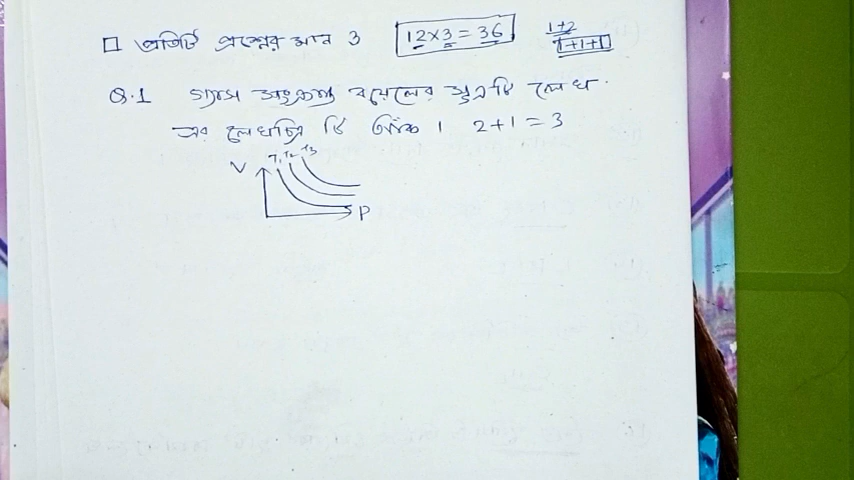 □ প্রতিটি প্রশ্নের মান 3 12×3=36 1+2
1+1+1
Q.1 গ্যাস সংক্রান্ত বয়েলের সূত্রটি লেখ.
এর লেখচিত্র টি আঁক। 2+1=3
V T₁ T₂ T₃
P